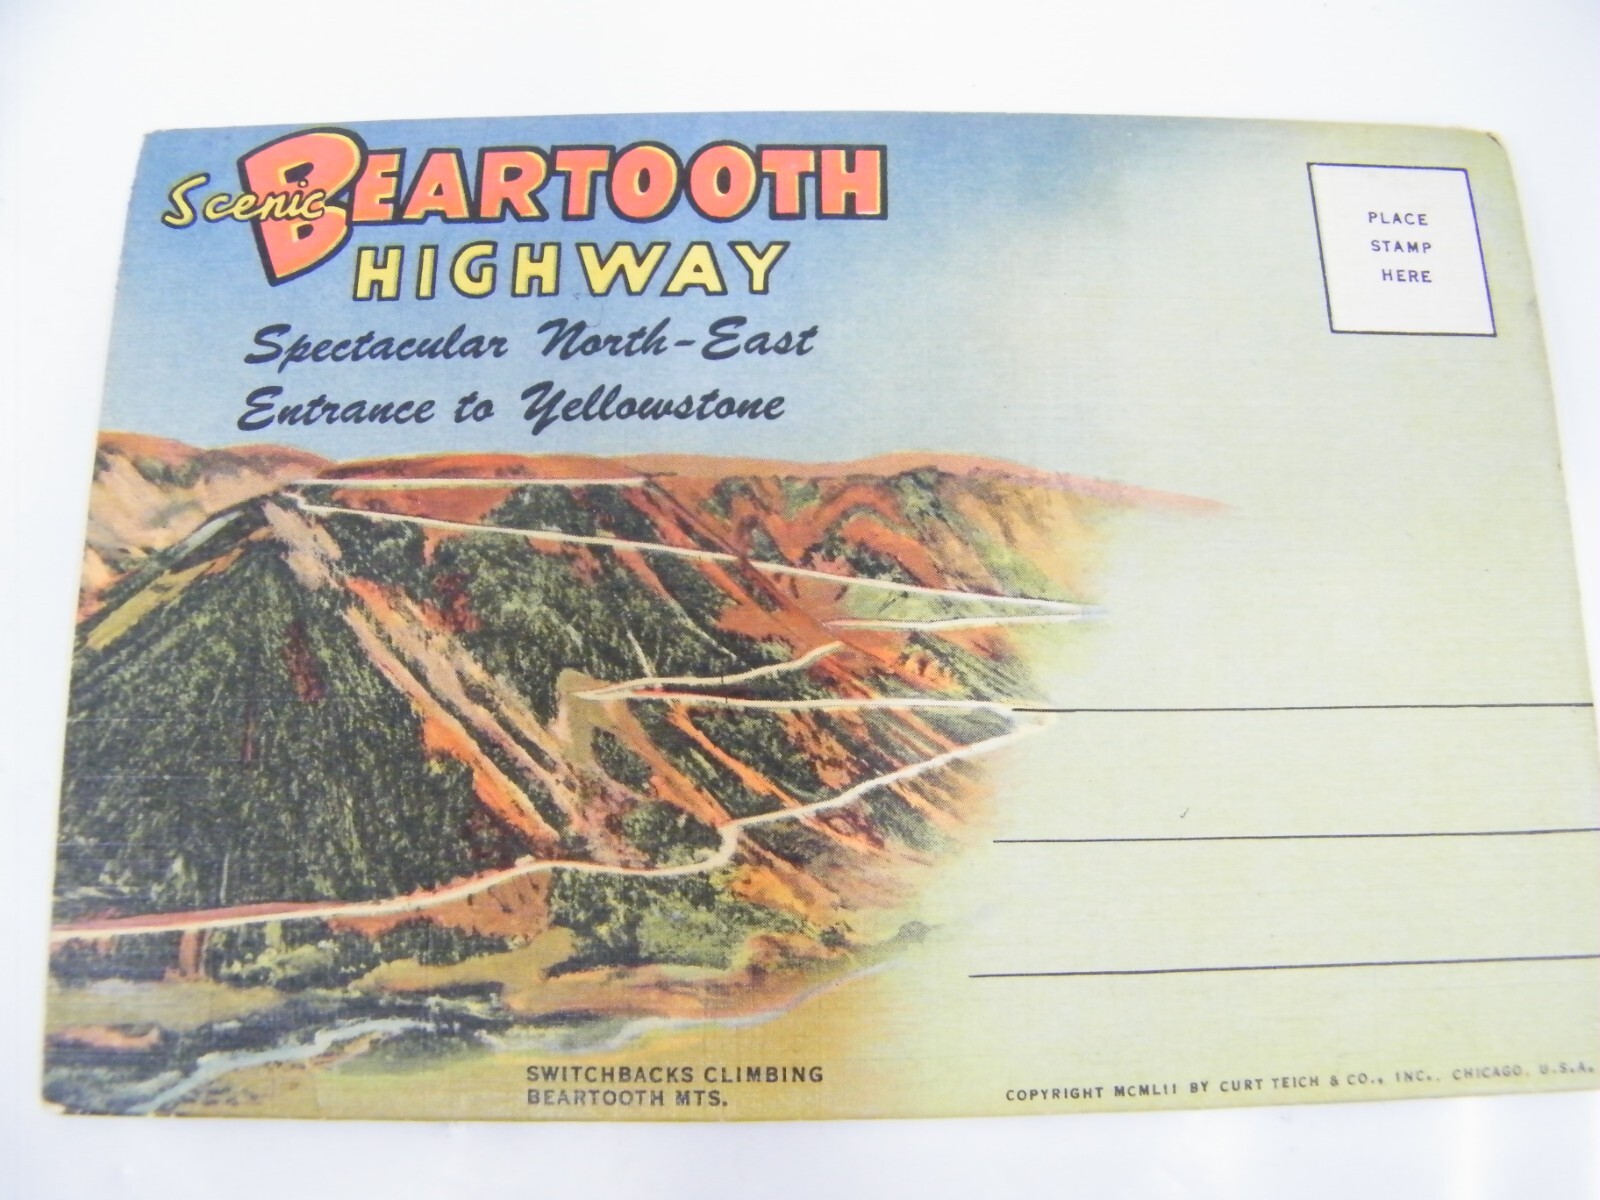 Scenic BEARTOOTH
HIGHWAY
Spectacular North-East
Entrance to Yellowstone
PLACE
STAMP
HERE
SWITCHBACKS CLIMBING
BEARTOOTH MTS.
COPYRIGHT MCMLII BY CURT TEICH & CO., INC., CHICAGO, U.S.A.